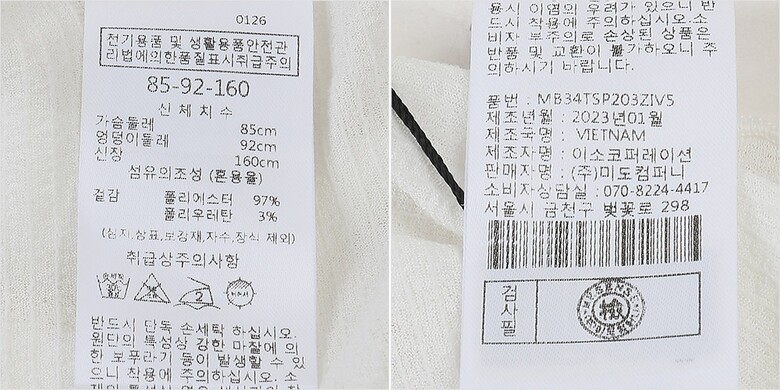 0126
전기용품 및 생활용품안전관
리법에의한품질표시취급주의
85-92-160
신체치수
가슴둘레 85cm
엉덩이둘레 92cm
신장 160cm
섬유의조성 (혼용율)
겉감 폴리에스터 97%
폴리우레탄 3%
(심지,상표,보강재,자수,장식 제외)
취급상주의사항
2
반드시 단독 손세탁 하십시오.
원단의 특성상 강한 마찰에 의
한 보푸라기 등이 발생할 수 있
으니 착용에 주의하십시오. 소
용시 이염의 우려가 있으니 반
드시 착용에 주의하십시오.소
비자 부주의로 손상된 상품은
반품 및 교환이 불가하오니 주
의하시기 바랍니다.
품번 : MB34TSP203ZIV5
제조년월 : 2023년01월
제조국명 : VIETNAM
제조자명 : 이소코퍼레이션
판매자명 : (주)미도컴퍼니
소비자상담실 : 070-8224-4417
서울시 금천구 벚꽃로 298
검사필